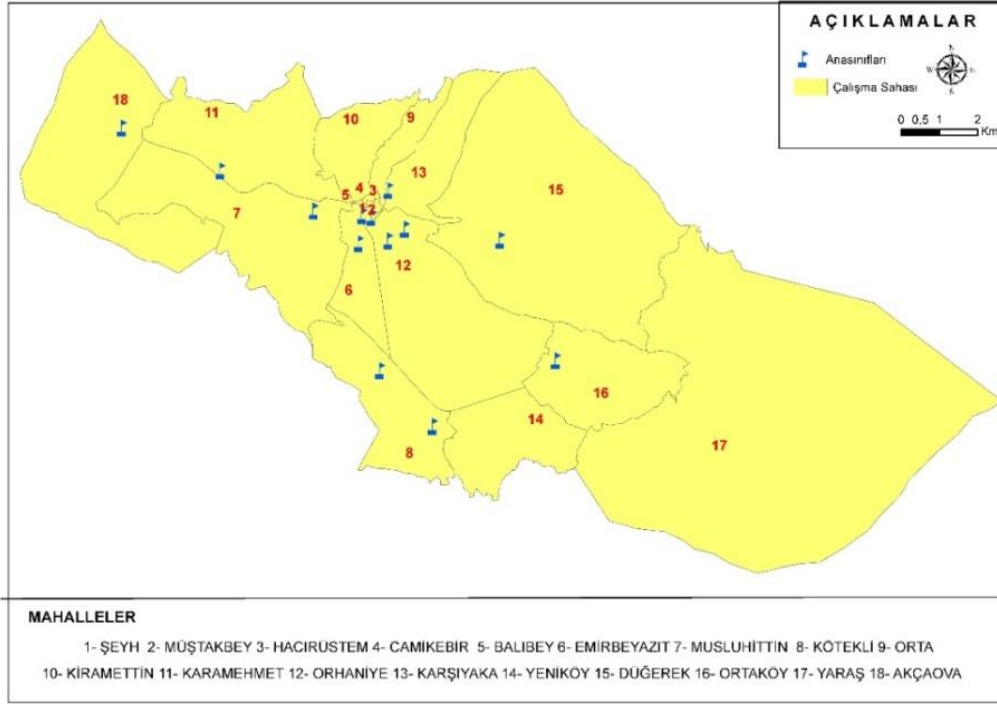 AÇIKLAMALAR
Anasınıfları
Çalışma Sahası
N
W
E
S
0 0.5 1 2
Km
18
11
10
9
13
15
4
3
5
1
2
7
12
6
16
14
8
17
MAHALLELER
1- ŞEYH 2- MÜŞTAKBEY 3- HACIRÜSTEM 4- CAMİKEBİR 5- BALIBEY 6- EMİRBEYAZIT 7- MUSLUHİTTİN 8- KÖTEKLİ 9- ORTA
10- KİRAMETTİN 11- KARAMEHMET 12- ORHANİYE 13- KARŞIYAKA 14- YENİKÖY 15- DÜĞEREK 16- ORTAKÖY 17- YARAŞ 18- AKÇAOVA